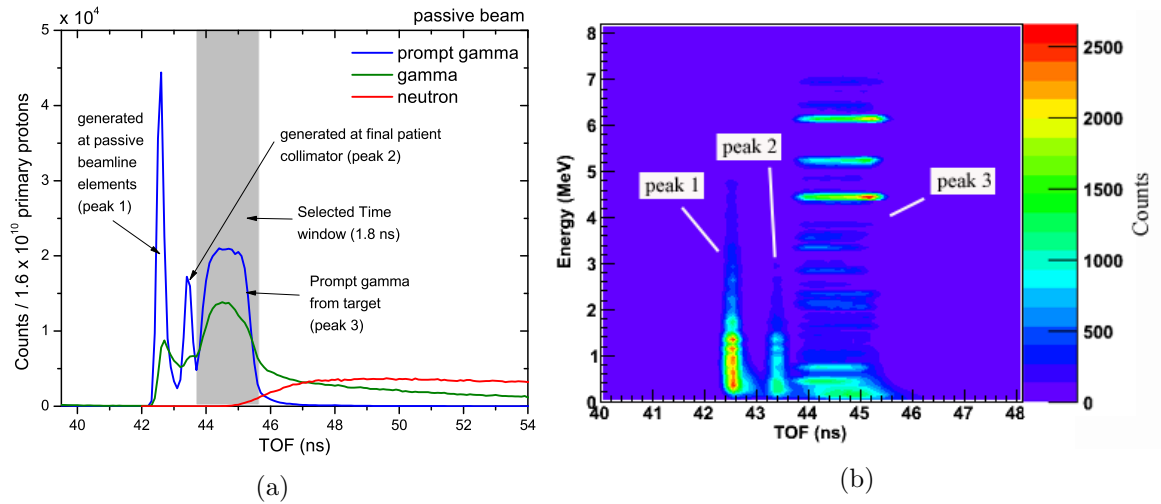 passive beam
x 10⁴
5
4
3
2
1
0
Counts / 1.6 x 10¹⁰ primary protons
prompt gamma
gamma
neutron
generated
at passive
beamline
elements
(peak 1)
generated at final patient
collimator (peak 2)
Selected Time
window (1.8 ns)
Prompt gamma
from target
(peak 3)
40 42 44 46 48 50 52 54
TOF (ns)
(a)
8
7
6
5
4
3
2
1
0
Energy (MeV)
peak 1
peak 2
peak 3
40 41 42 43 44 45 46 47 48
TOF (ns)
2500
2000
1500
1000
500
0
Counts
(b)